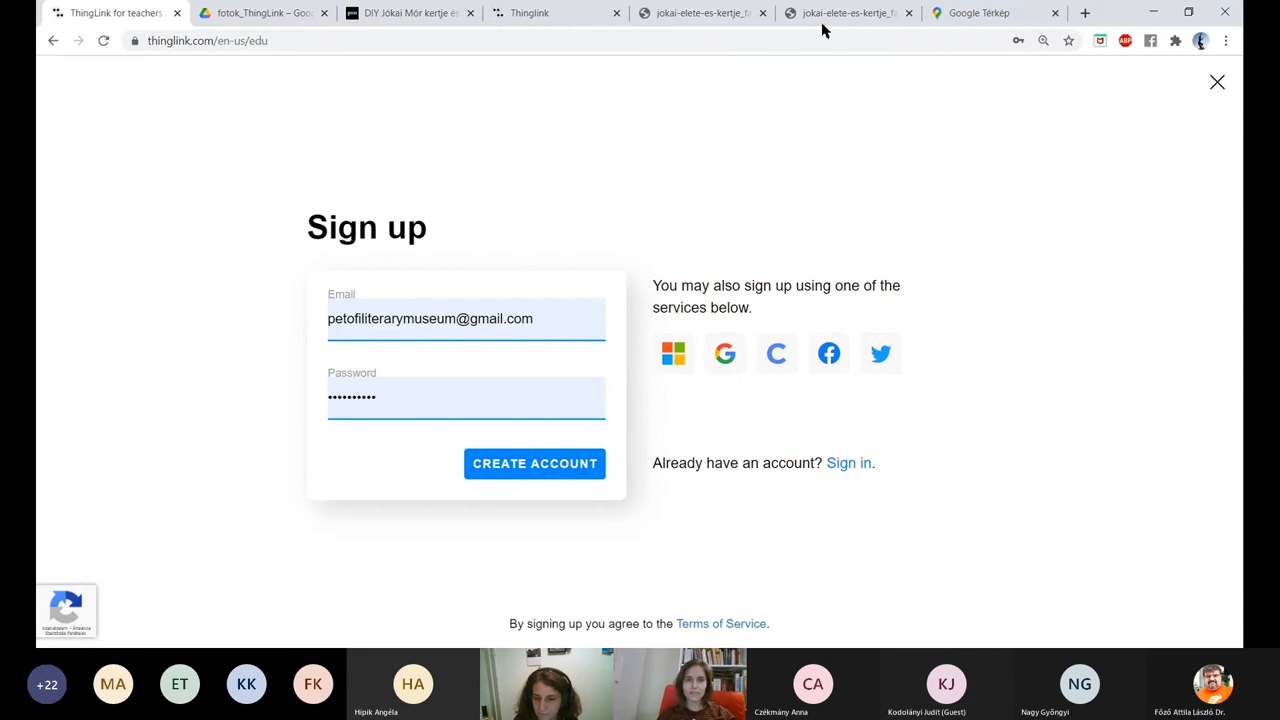 ThingLink for teachers
fotok_ThingLink – Goo
DIY Jókai Mór kertje és
Thinglink
jokai-elete-es-kertje_fa
jokai-elete-es-kertje_fa
Google Térkép
thinglink.com/en-us/edu
ABP
Sign up
Email
petofiliterarymuseum@gmail.com
Password
••••••••••
CREATE ACCOUNT
You may also sign up using one of the
services below.
Already have an account? Sign in.
By signing up you agree to the Terms of Service.
+22
MA
ET
KK
FK
HA
Hipik Angéla
CA
Czékmány Anna
KJ
Kodolányi Judit (Guest)
NG
Nagy Gyöngyi
Főző Attila László Dr.